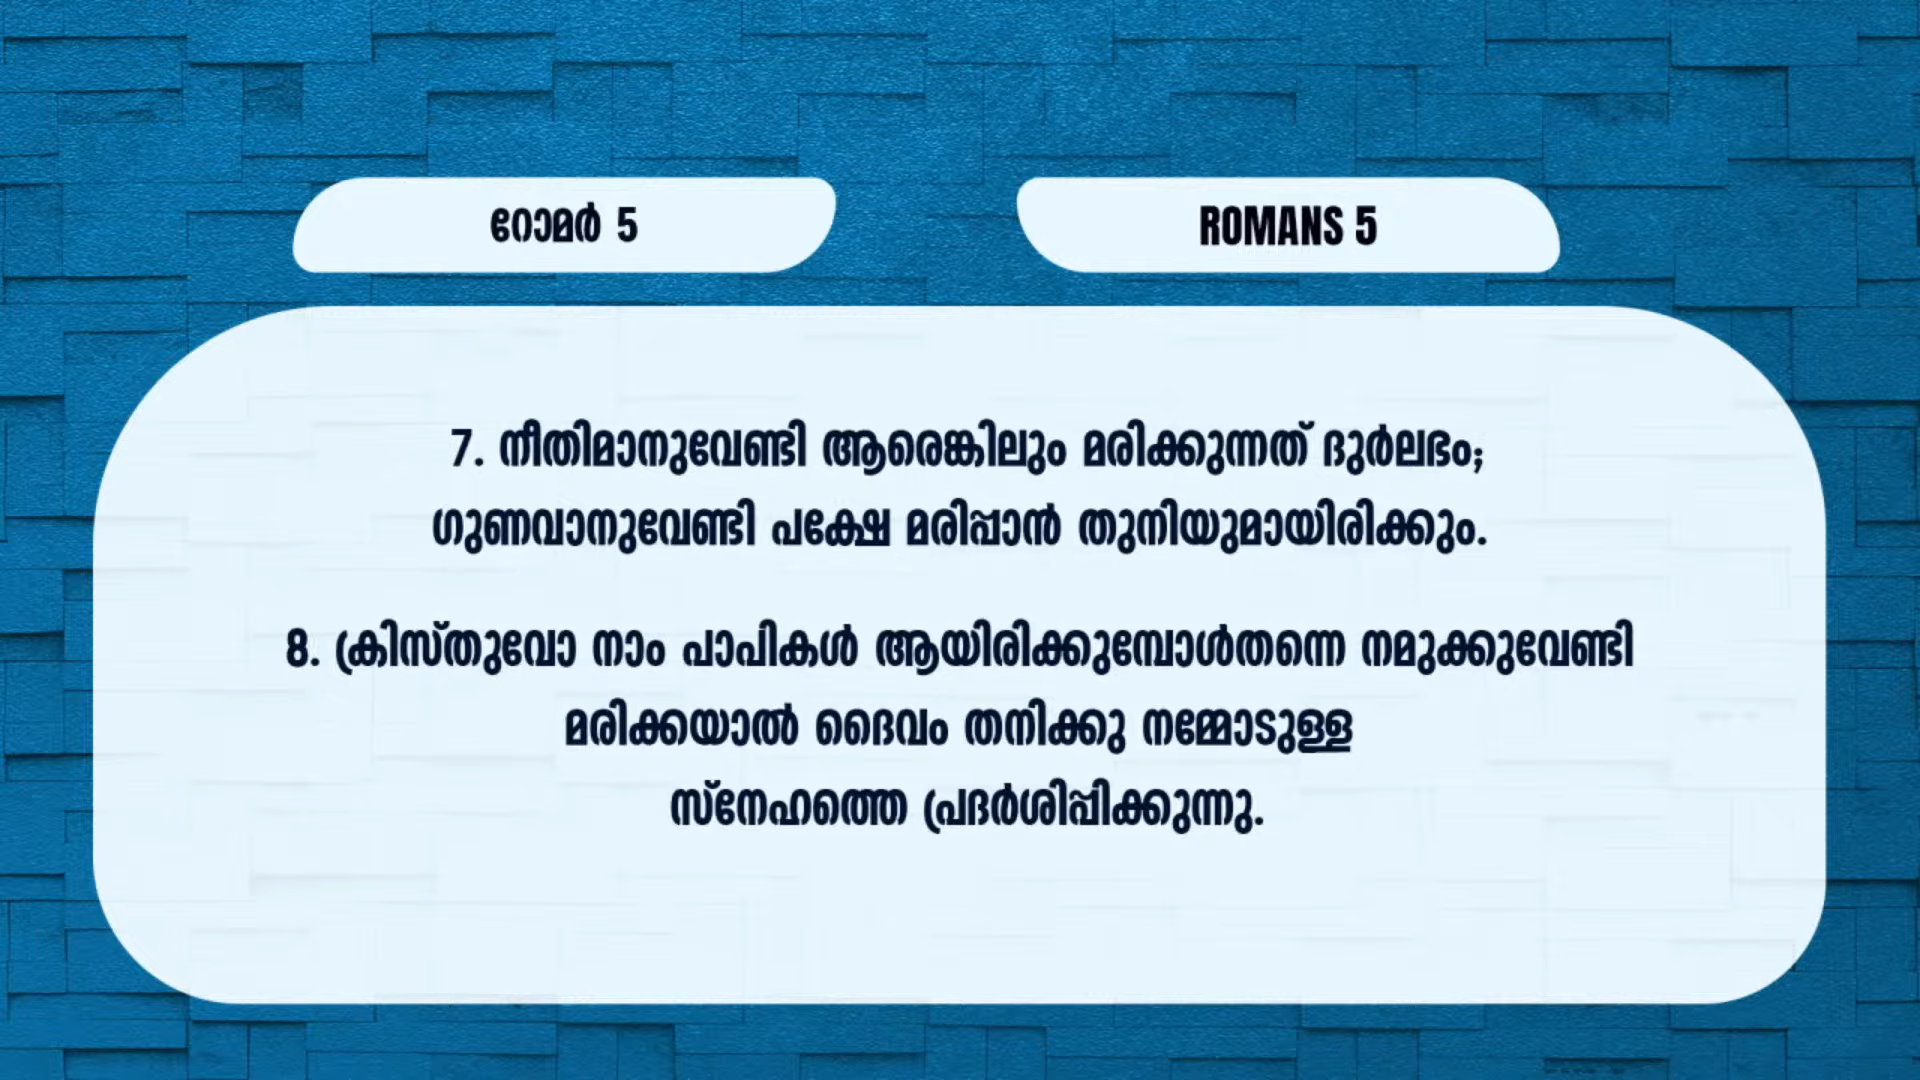 റോമർ 5
ROMANS 5
7. നീതിമാനുവേണ്ടി ആരെങ്കിലും മരിക്കുന്നത് ദുർലഭം;
ഗുണവാനുവേണ്ടി പക്ഷേ മരിപ്പാൻ തുനിയുമായിരിക്കും.
8. ക്രിസ്തുവോ നാം പാപികൾ ആയിരിക്കുമ്പോൾതന്നെ നമുക്കുവേണ്ടി
മരിക്കയാൽ ദൈവം തനിക്കു നമ്മോടുള്ള
സ്നേഹത്തെ പ്രദർശിപ്പിക്കുന്നു.